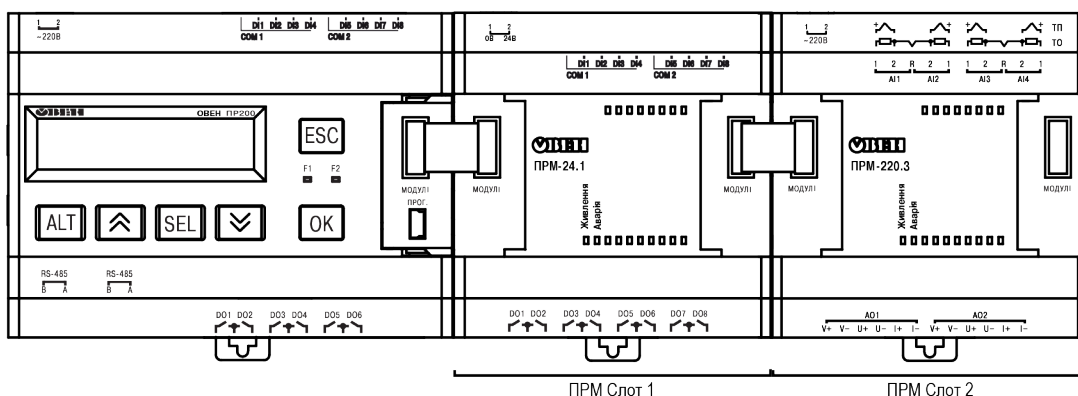 1 2
~220В
DI1 DI2 DI3 DI4 DI5 DI6 DI7 DI8
COM 1 COM 2
ОВЕН
ОВЕН ПР200
ESC
F1 F2
ALT
SEL
OK
МОДУЛІ
ПРОГ.
RS-485
B A
RS-485
B A
DO1 DO2 DO3 DO4 DO5 DO6
1 2
0В 24В
DI1 DI2 DI3 DI4 DI5 DI6 DI7 DI8
COM 1 COM 2
ОВЕН
ПРМ-24.1
МОДУЛІ
МОДУЛІ
Живлення
Аварія
DO1 DO2 DO3 DO4 DO5 DO6 DO7 DO8
ПРМ Слот 1
1 2
~220В
+ + + + ТП
ТО
1 2 R 2 1 1 2 R 2 1
AI1 AI2 AI3 AI4
ОВЕН
ПРМ-220.3
МОДУЛІ
МОДУЛІ
Живлення
Аварія
AO1 AO2
V+ V- U+ U- I+ I- V+ V- U+ U- I+ I-
ПРМ Слот 2